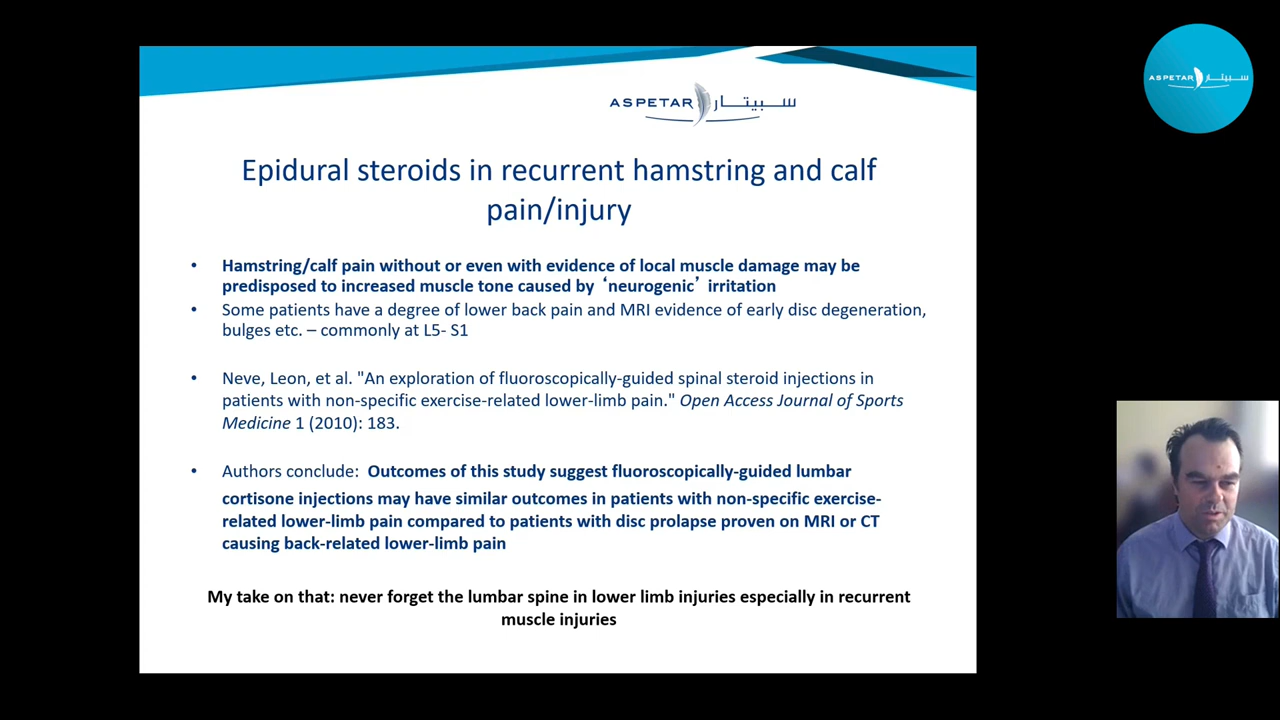 ASPETAR سبيتار
ASPETAR سبيتار
Epidural steroids in recurrent hamstring and calf
pain/injury
• Hamstring/calf pain without or even with evidence of local muscle damage may be
predisposed to increased muscle tone caused by ‘neurogenic’ irritation
• Some patients have a degree of lower back pain and MRI evidence of early disc degeneration,
bulges etc. – commonly at L5- S1
• Neve, Leon, et al. "An exploration of fluoroscopically-guided spinal steroid injections in
patients with non-specific exercise-related lower-limb pain." Open Access Journal of Sports
Medicine 1 (2010): 183.
• Authors conclude: Outcomes of this study suggest fluoroscopically-guided lumbar
cortisone injections may have similar outcomes in patients with non-specific exercise-
related lower-limb pain compared to patients with disc prolapse proven on MRI or CT
causing back-related lower-limb pain
My take on that: never forget the lumbar spine in lower limb injuries especially in recurrent
muscle injuries